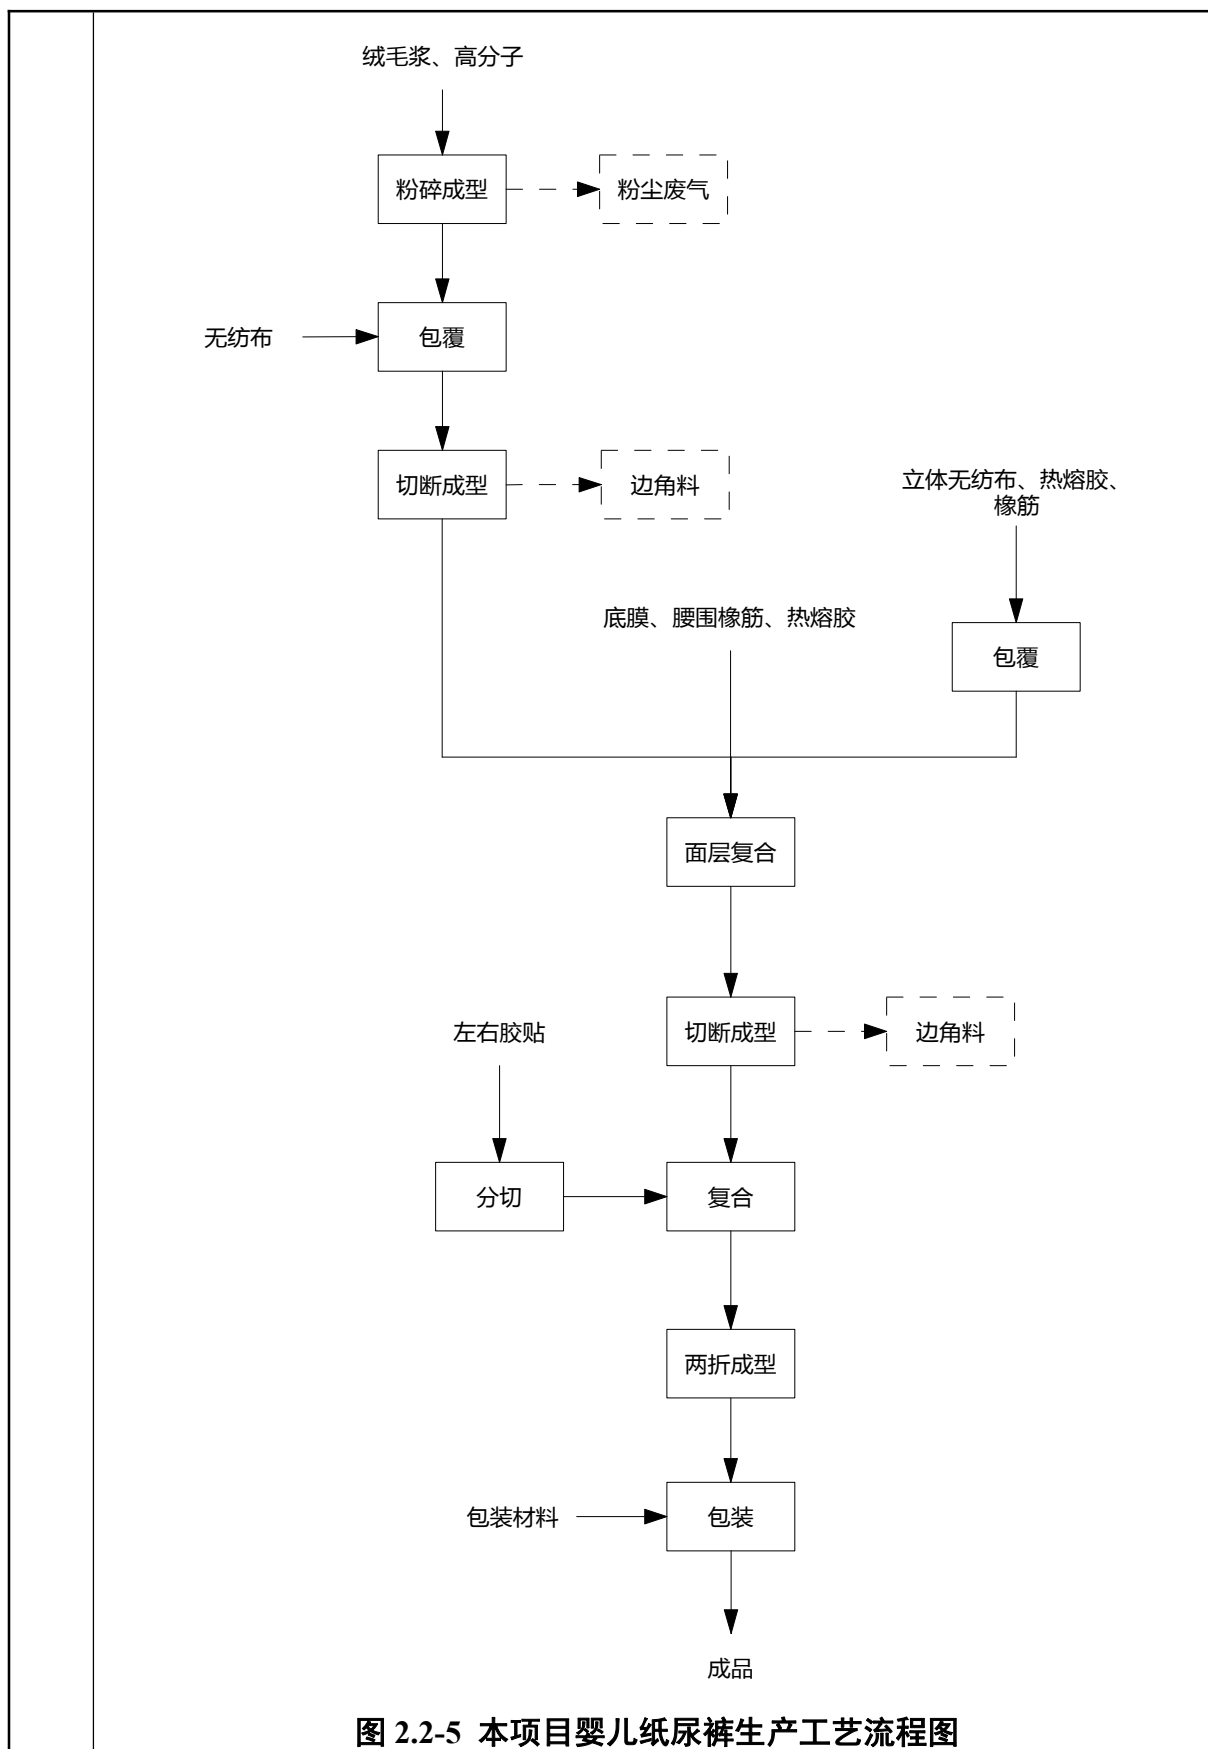 绒毛浆、高分子
粉碎成型
粉尘废气
无纺布
包覆
切断成型
边角料
立体无纺布、热熔胶、
橡筋
底膜、腰围橡筋、热熔胶
包覆
面层复合
左右胶贴
切断成型
边角料
分切
复合
两折成型
包装材料
包装
成品
图 2.2-5 本项目婴儿纸尿裤生产工艺流程图